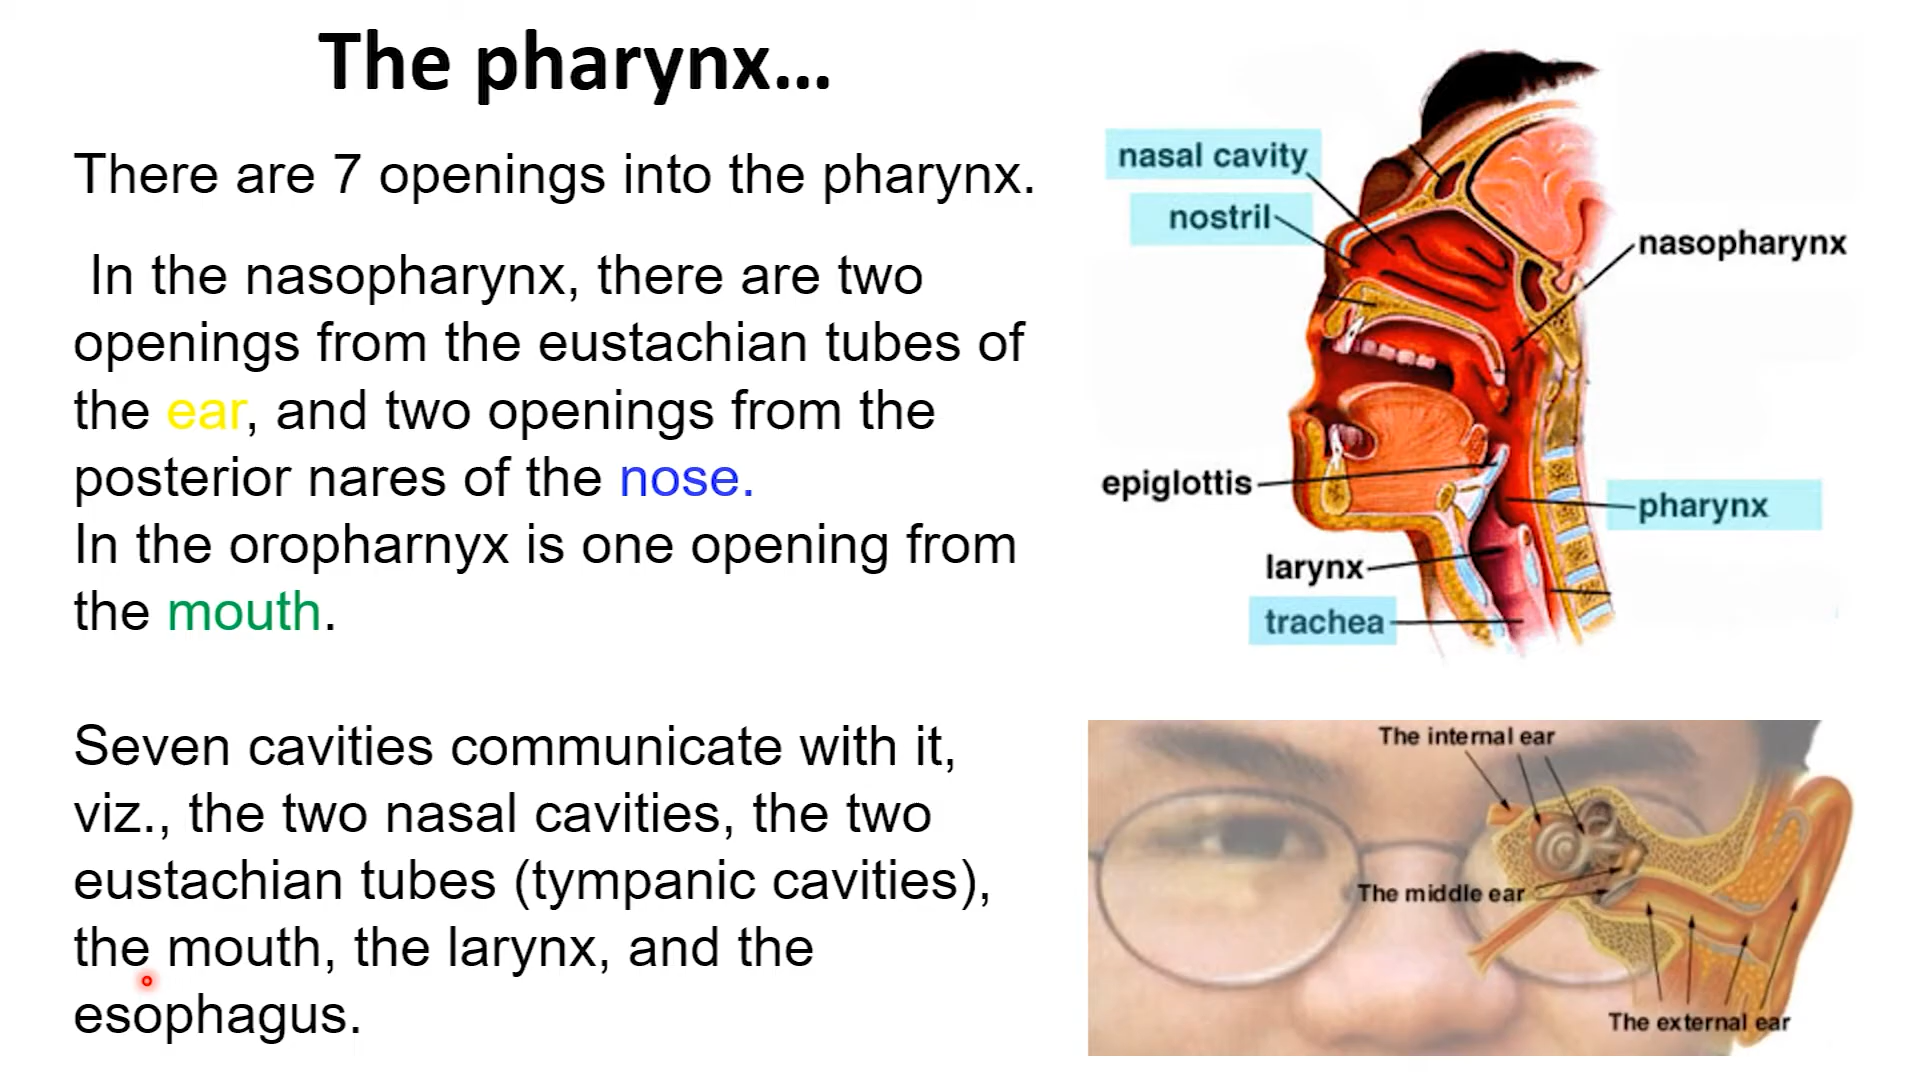 The pharynx...
There are 7 openings into the pharynx.
In the nasopharynx, there are two
openings from the eustachian tubes of
the ear, and two openings from the
posterior nares of the nose.
In the oropharnyx is one opening from
the mouth.
Seven cavities communicate with it,
viz., the two nasal cavities, the two
eustachian tubes (tympanic cavities),
the mouth, the larynx, and the
esophagus.
nasal cavity
nostril
nasopharynx
epiglottis
pharynx
larynx
trachea
The internal ear
The middle ear
The external ear